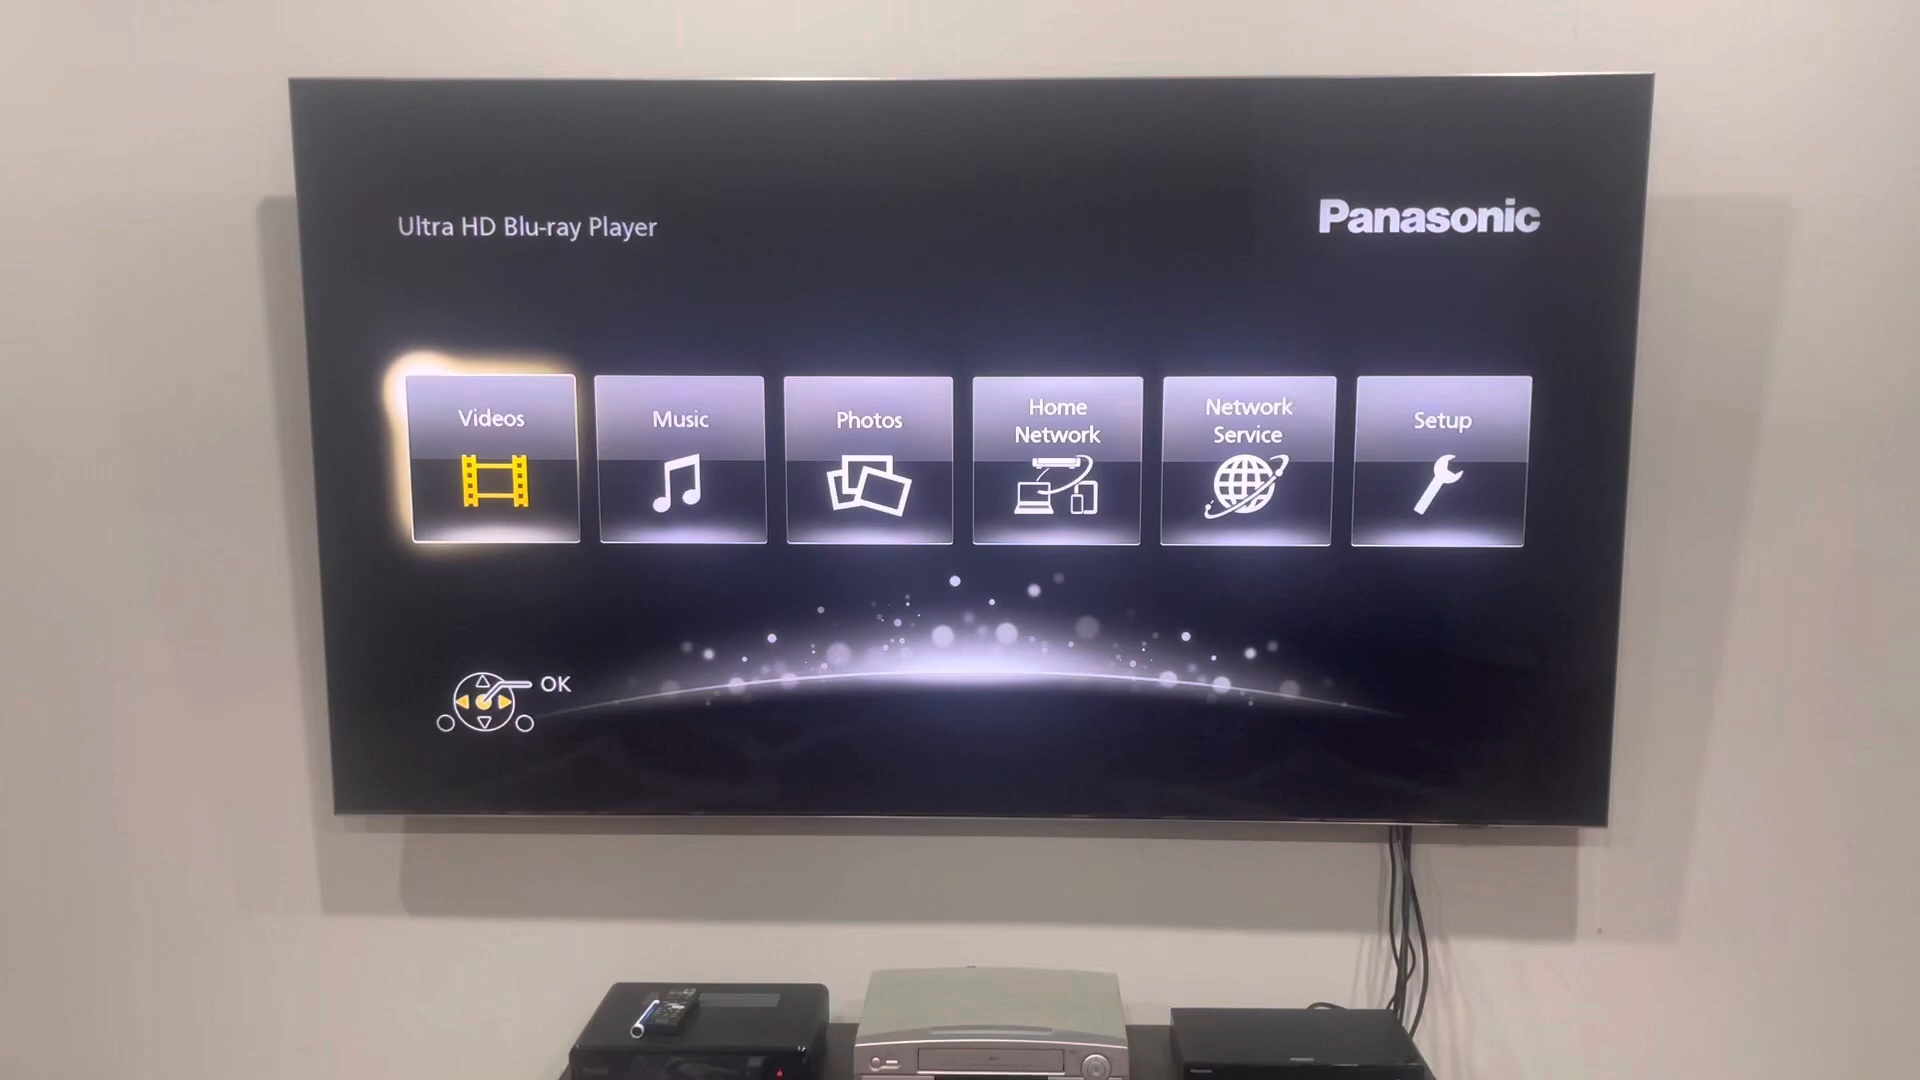 Ultra HD Blu-ray Player
Panasonic
Videos
Music
Photos
Home
Network
Network
Service
Setup
OK